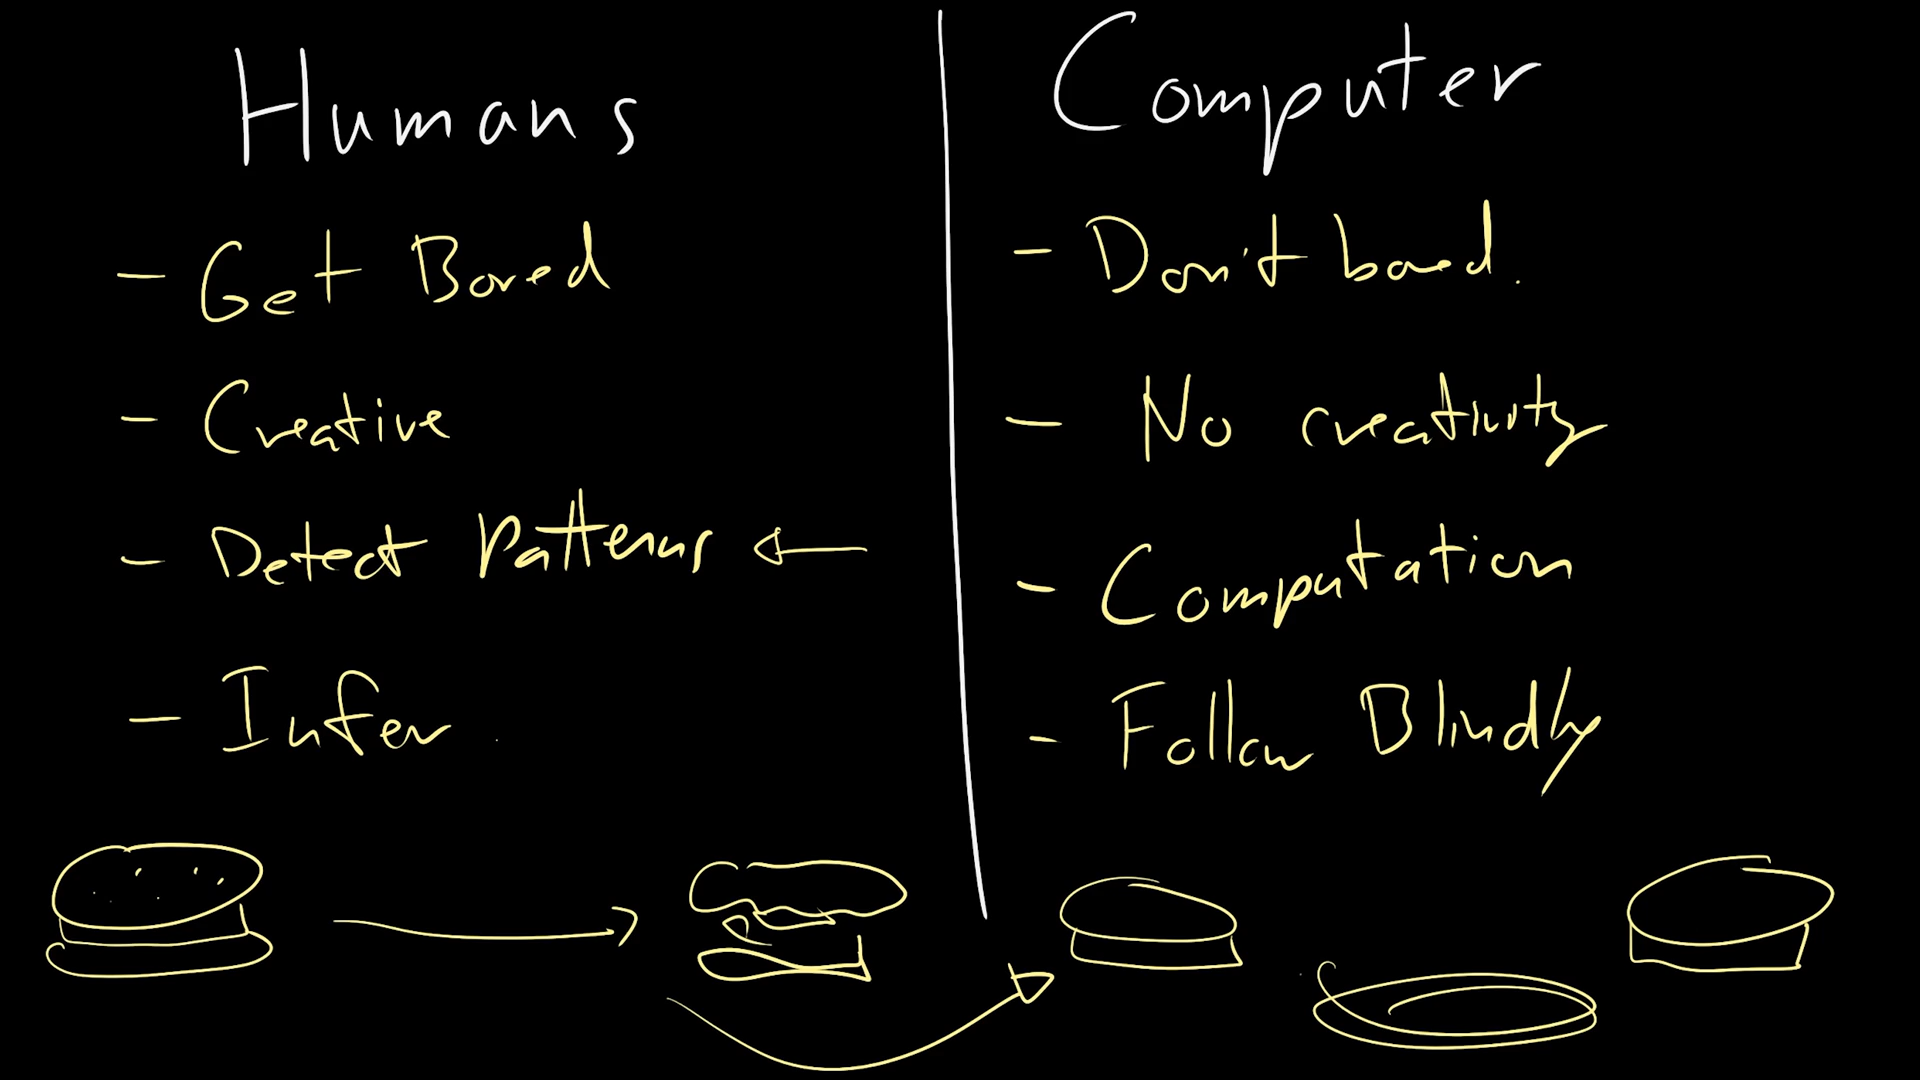 Humans
- Get Bored
- Creative
- Detect Patterns ←
- Infer.
Computer
- Don't bored.
- No creativity
- Computation
- Follow Blindly